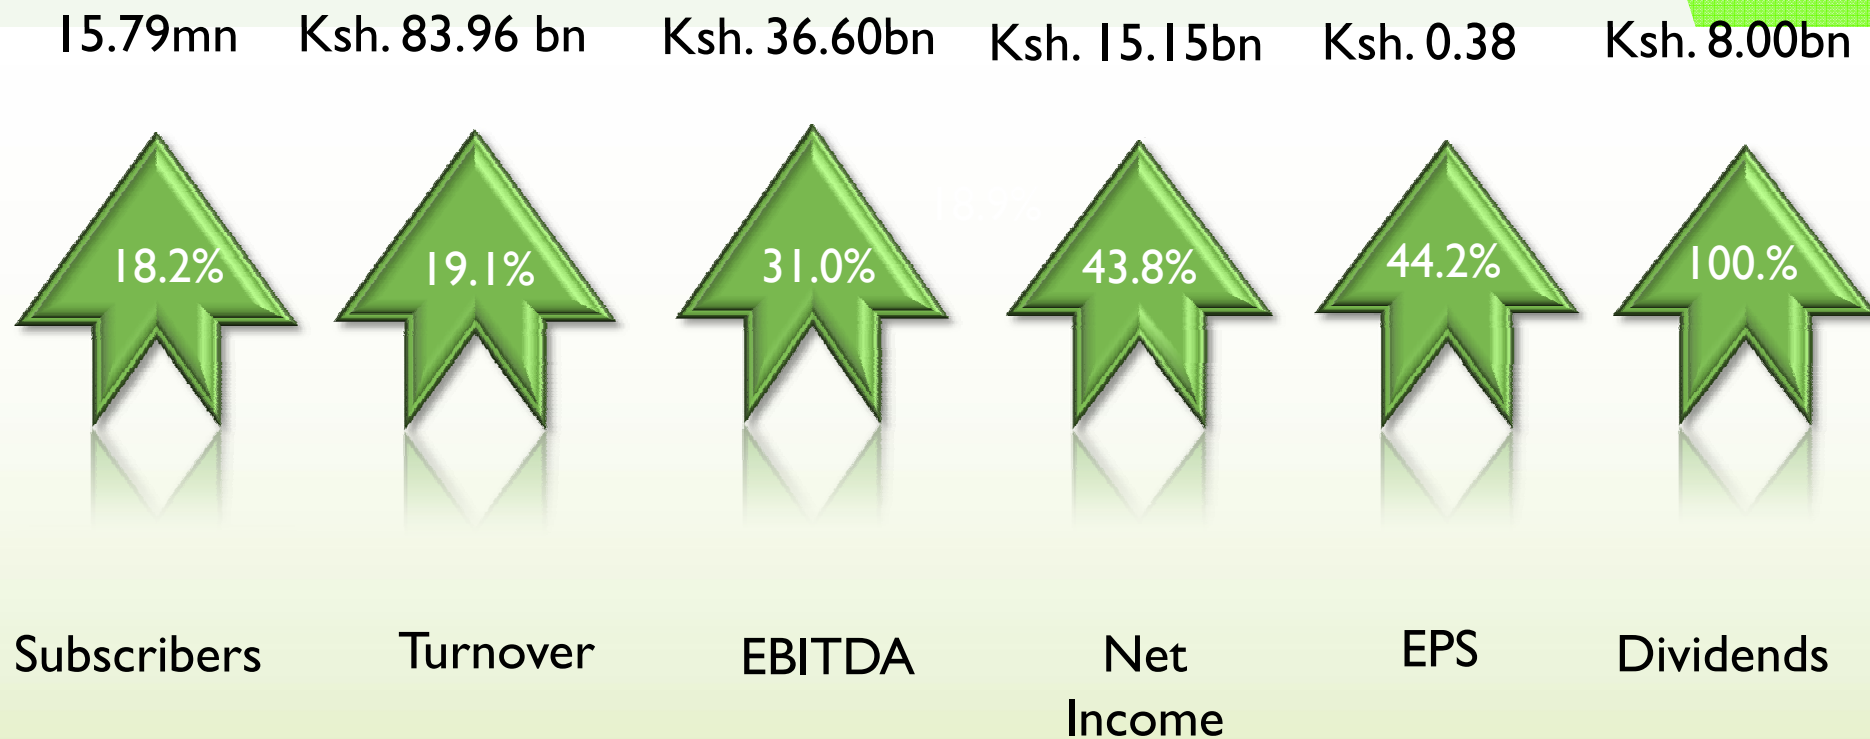 15.79mn
Ksh. 83.96 bn
Ksh. 36.60bn
Ksh. 15.15bn
Ksh. 0.38
Ksh. 8.00bn
18.2%
19.1%
31.0%
43.8%
44.2%
100.%
Subscribers
Turnover
EBITDA
Net
Income
EPS
Dividends